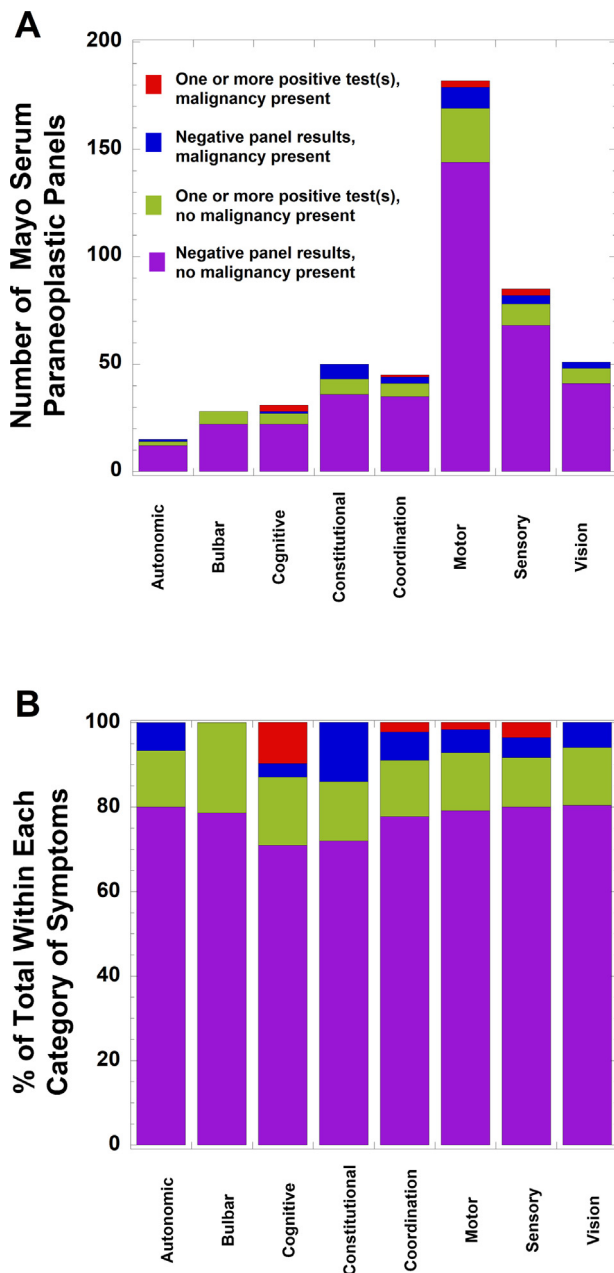 A
Number of Mayo Serum
Paraneoplastic Panels
200
150
100
50
0
One or more positive test(s),
malignancy present
Negative panel results,
malignancy present
One or more positive test(s),
no malignancy present
Negative panel results,
no malignancy present
Autonomic
Bulbar
Cognitive
Constitutional
Coordination
Motor
Sensory
Vision
B
% of Total Within Each
Category of Symptoms
100
80
60
40
20
0
Autonomic
Bulbar
Cognitive
Constitutional
Coordination
Motor
Sensory
Vision